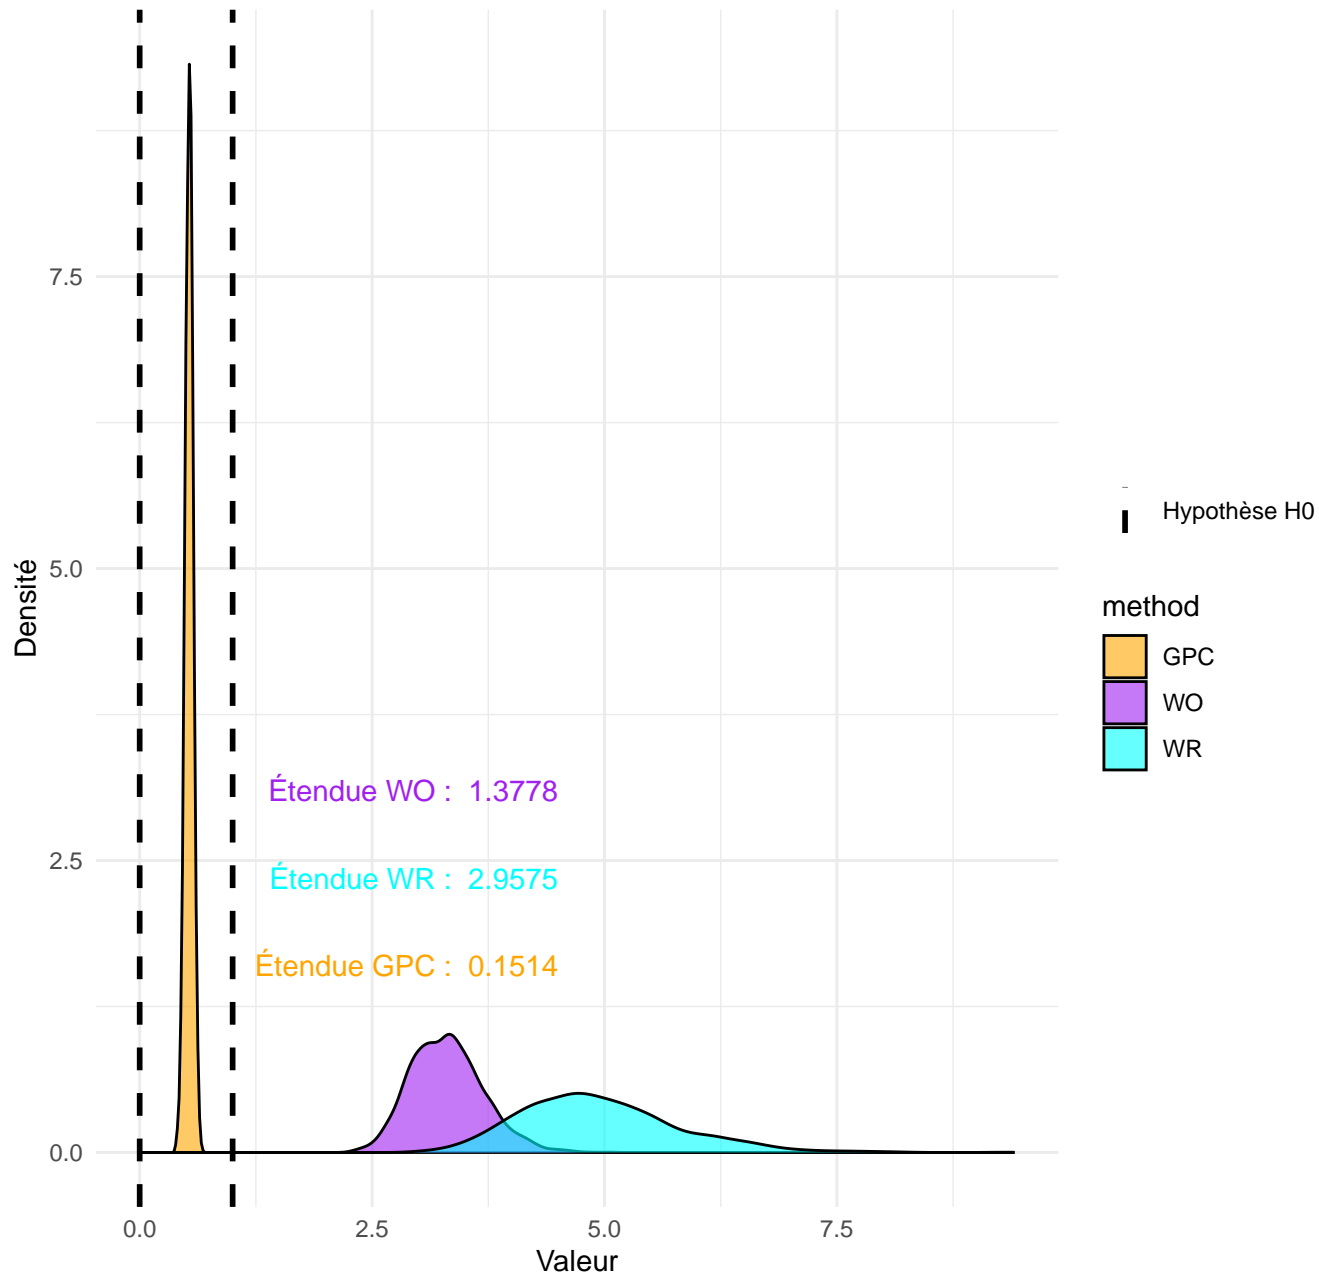 7.5
5.0
2.5
0.0
Densité
Étendue WO : 1.3778
Étendue WR : 2.9575
Étendue GPC : 0.1514
0.0 2.5 5.0 7.5
Valeur
Hypothèse H0
method
GPC
WO
WR